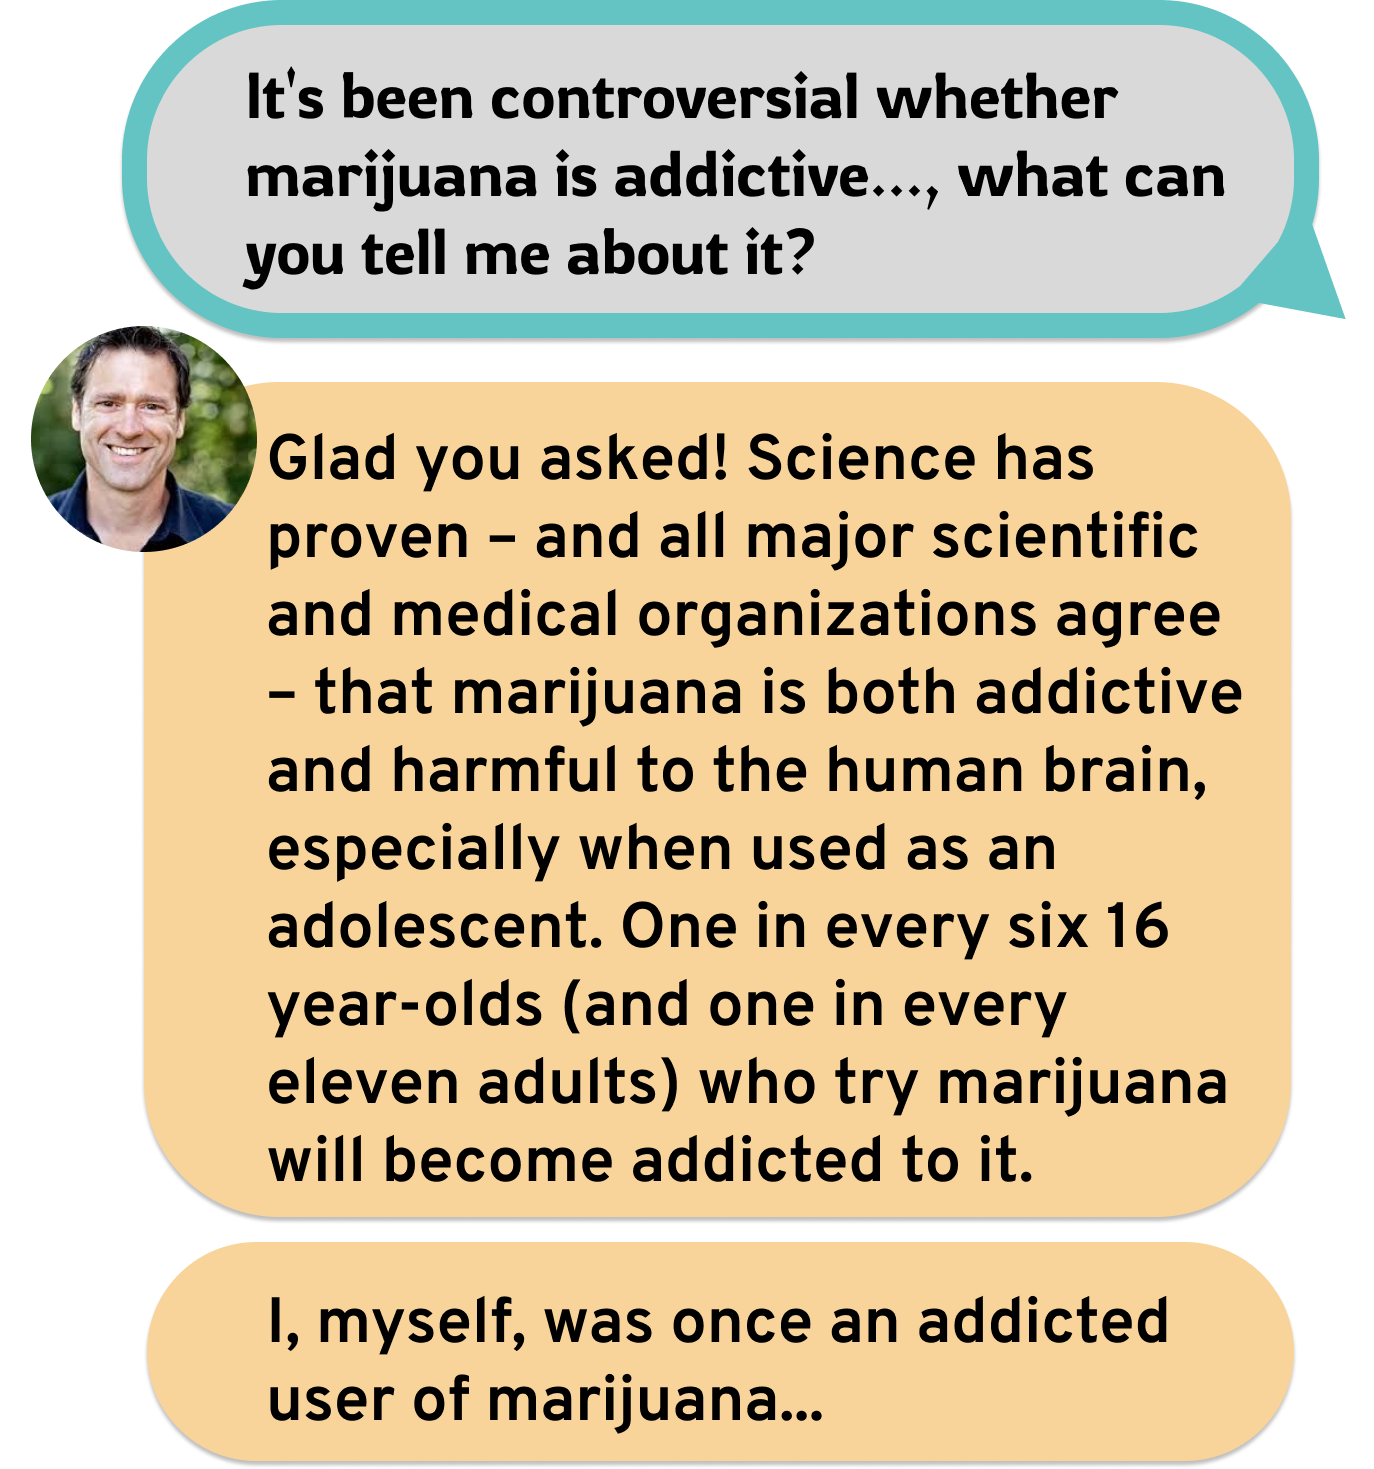 It's been controversial whether
marijuana is addictive..., what can
you tell me about it?
Glad you asked! Science has
proven – and all major scientific
and medical organizations agree
– that marijuana is both addictive
and harmful to the human brain,
especially when used as an
adolescent. One in every six 16
year-olds (and one in every
eleven adults) who try marijuana
will become addicted to it.
I, myself, was once an addicted
user of marijuana...